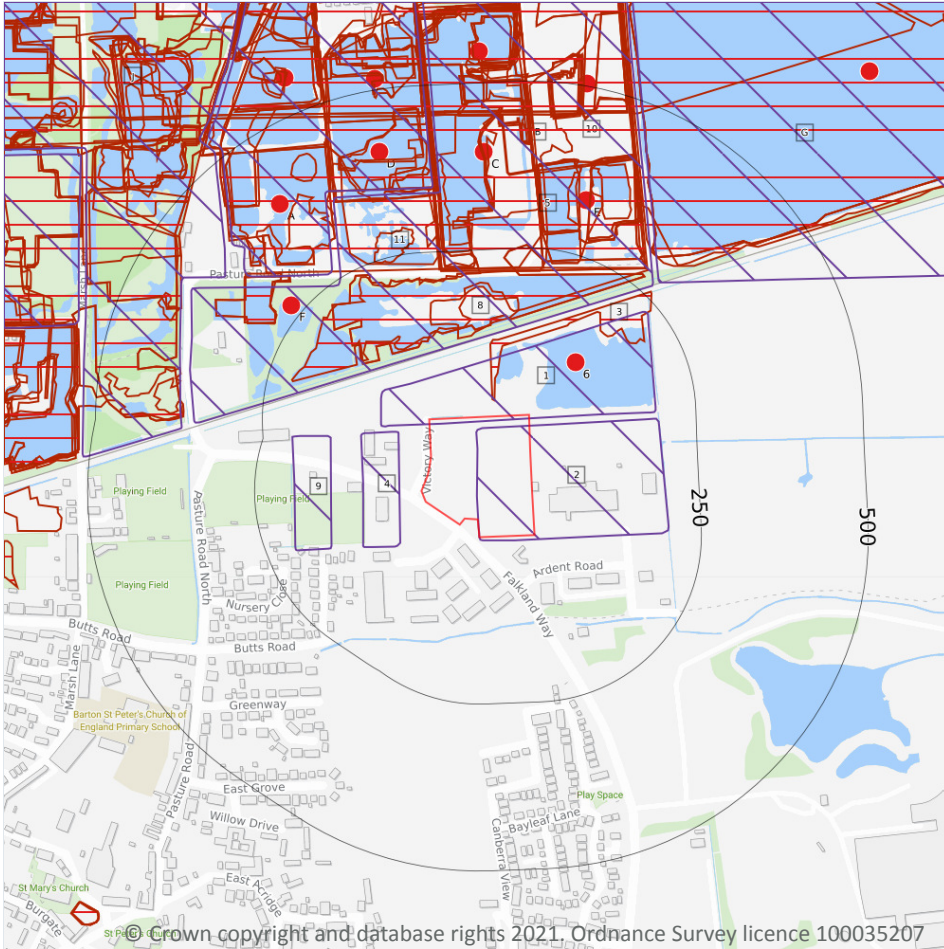 J
6
10
G
D
C
5
E
A
11
Marsh Lane
Pasture Road North
F
8
3
1
6
Victory Way
2
9
4
Playing Field
Playing Field
Pasture Road North
250
500
Playing Field
Ardent Road
Nursery Close
Falkland Way
Butts Road
Butts Road
Marsh Lane
Greenway
Barton St Peter's Church of
England Primary School
Pasture Road
East Grove
Play Space
Willow Drive
Bayleaf Lane
Canberra View
East Acridge
St Mary's Church
Burgate
St Peter's Church
© Crown copyright and database rights 2021. Ordnance Survey licence 100035207